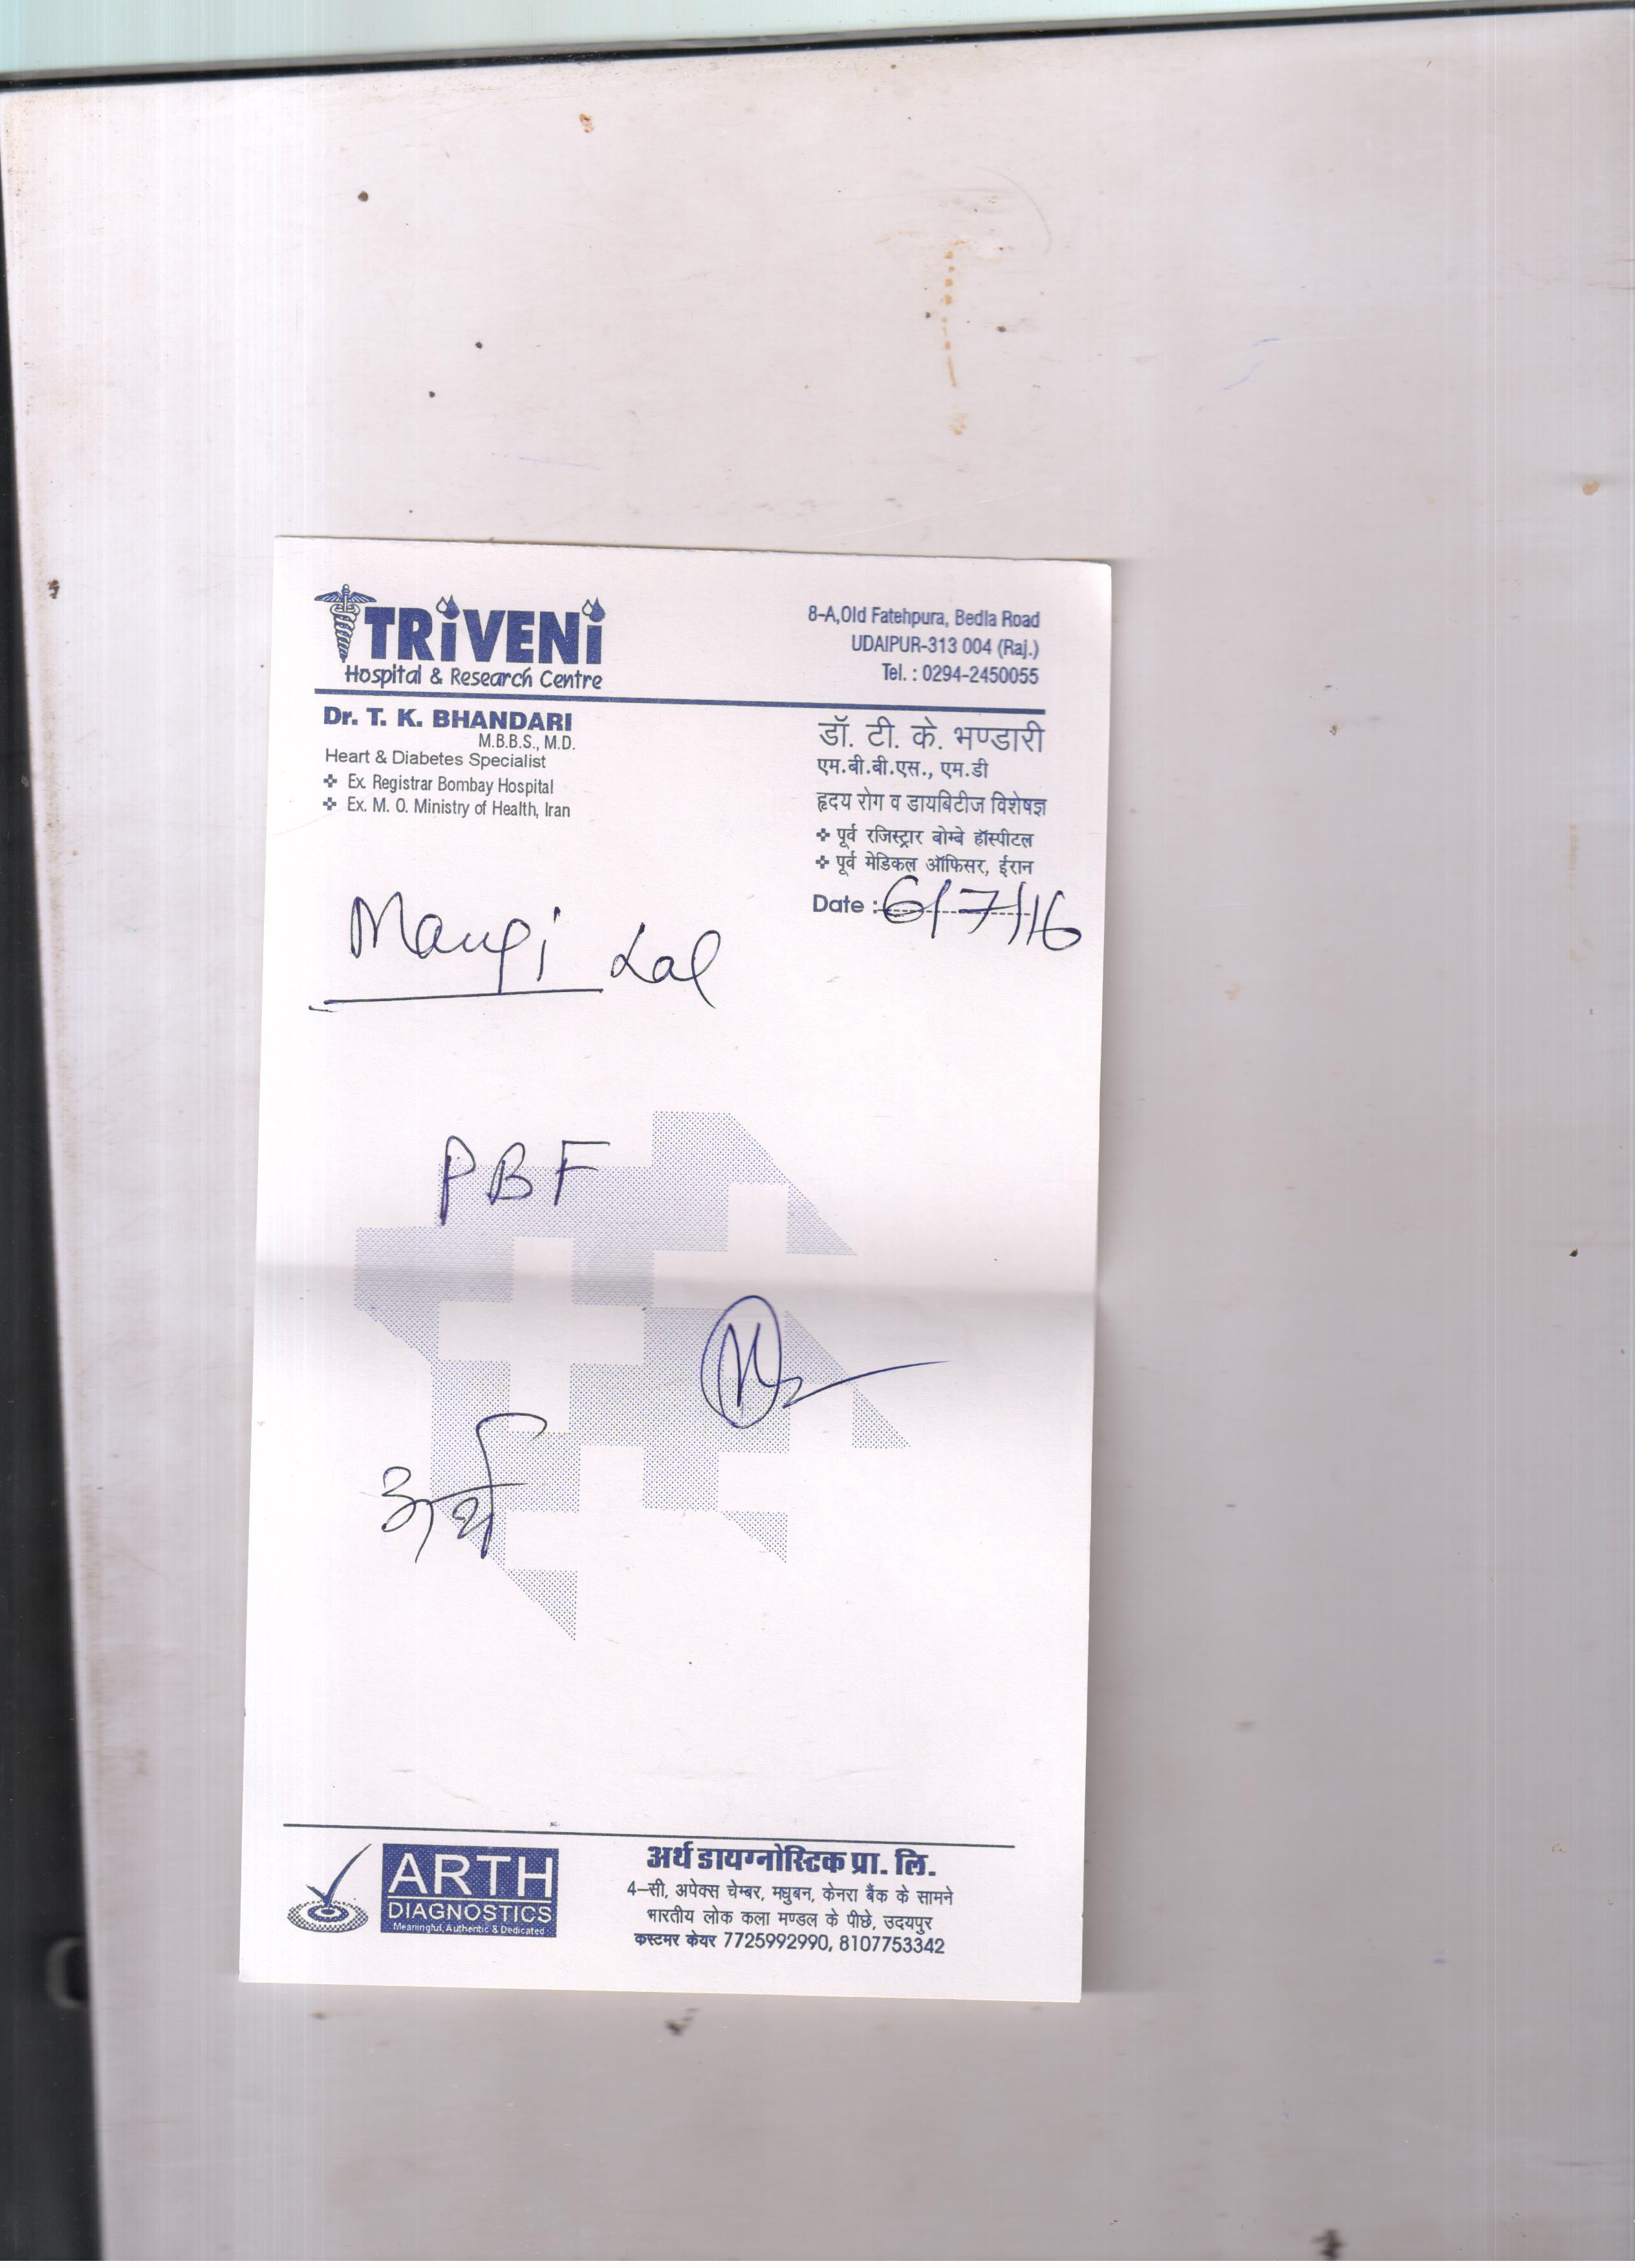 TRiVENi
Hospital & Research Centre
8-A,Old Fatehpura, Bedla Road
UDAIPUR-313 004 (Raj.)
Tel. : 0294-2450055
Dr. T. K. BHANDARI
M.B.B.S., M.D.
Heart & Diabetes Specialist
Ex. Registrar Bombay Hospital
Ex. M. O. Ministry of Health, Iran
डॉ. टी. के. भण्डारी
एम.बी.बी.एस., एम.डी
हृदय रोग व डायबिटीज विशेषज्ञ
पूर्व रजिस्ट्रार बोम्बे हॉस्पीटल
पूर्व मेडिकल ऑफिसर, ईरान
Date : 6/7/16
Mangi Lal
PBF
अर्थ
ARTH
DIAGNOSTICS
Meaningful, Authentic & Dedicated
अर्थ डायग्नोस्टिक प्रा. लि.
4-सी, अपेक्स चेम्बर, मधुबन, केनरा बैंक के सामने
भारतीय लोक कला मण्डल के पीछे, उदयपुर
कस्टमर केयर 7725992990, 8107753342